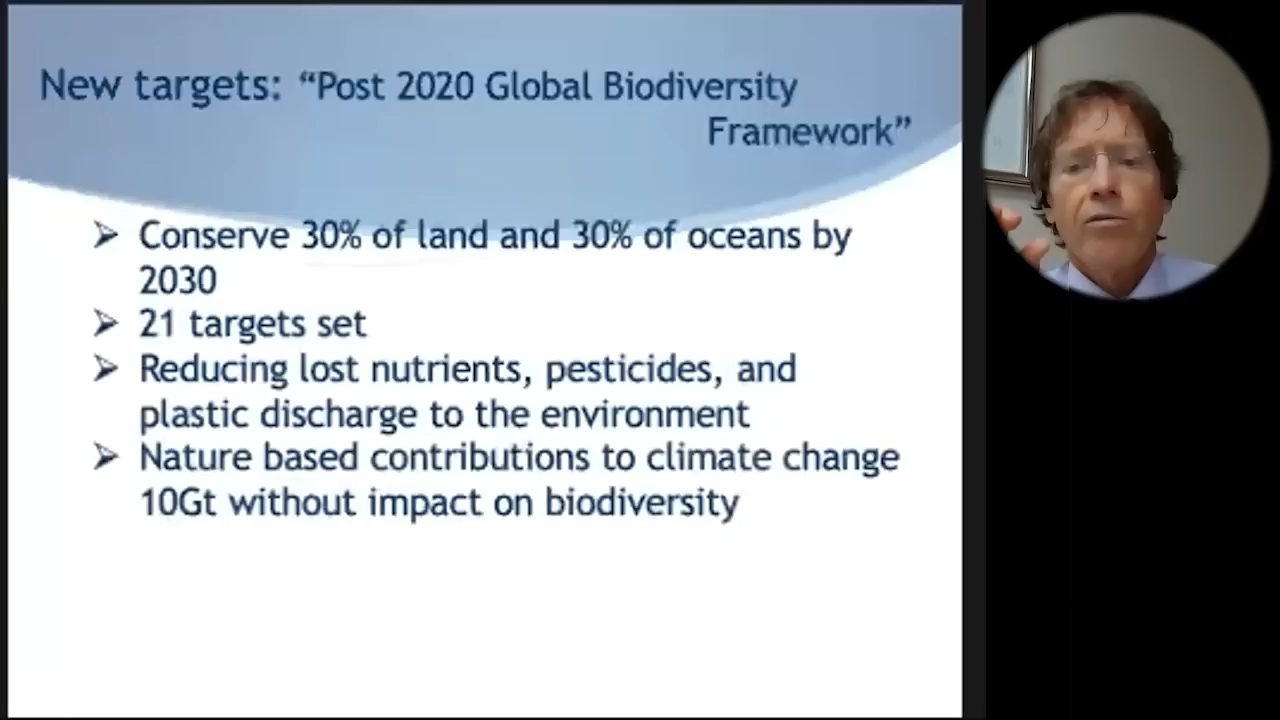 New targets: “Post 2020 Global Biodiversity
Framework”
➢ Conserve 30% of land and 30% of oceans by
2030
➢ 21 targets set
➢ Reducing lost nutrients, pesticides, and
plastic discharge to the environment
➢ Nature based contributions to climate change
10Gt without impact on biodiversity